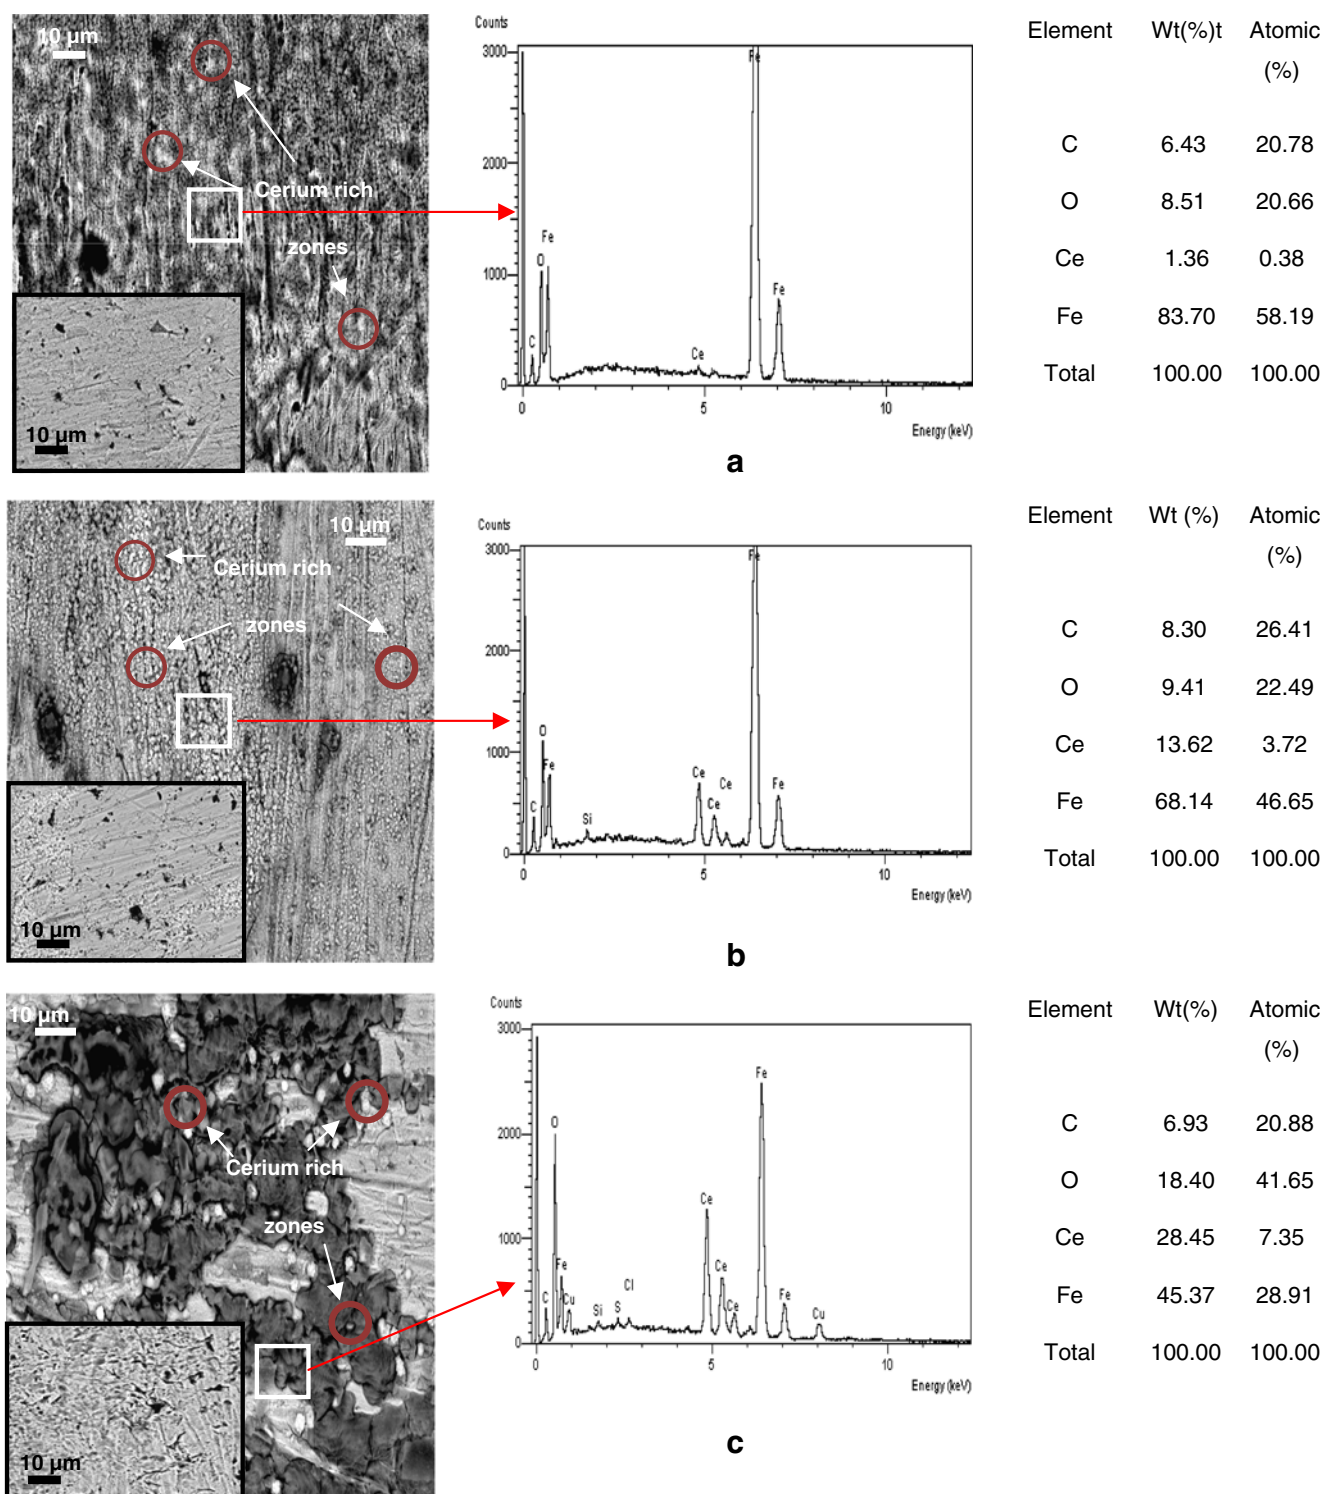 10 µm
Cerium rich
zones
10 µm
Counts
3000
2000
1000
0
C
O
Fe
Ce
Fe
Fe
0
5
10
Energy (keV)
a
Element Wt(%)t Atomic
(%)
C 6.43 20.78
O 8.51 20.66
Ce 1.36 0.38
Fe 83.70 58.19
Total 100.00 100.00
10 µm
Cerium rich
zones
10 µm
Counts
3000
2000
1000
0
C
O
Fe
Si
Ce
Ce
Ce
Fe
Fe
0
5
10
Energy (keV)
b
Element Wt (%) Atomic
(%)
C 8.30 26.41
O 9.41 22.49
Ce 13.62 3.72
Fe 68.14 46.65
Total 100.00 100.00
10 µm
Cerium rich
zones
10 µm
Counts
3000
2000
1000
0
C
O
Fe
Cu
Si
S
Cl
Ce
Ce
Ce
Fe
Fe
Cu
0
5
10
Energy (keV)
c
Element Wt(%) Atomic
(%)
C 6.93 20.88
O 18.40 41.65
Ce 28.45 7.35
Fe 45.37 28.91
Total 100.00 100.00